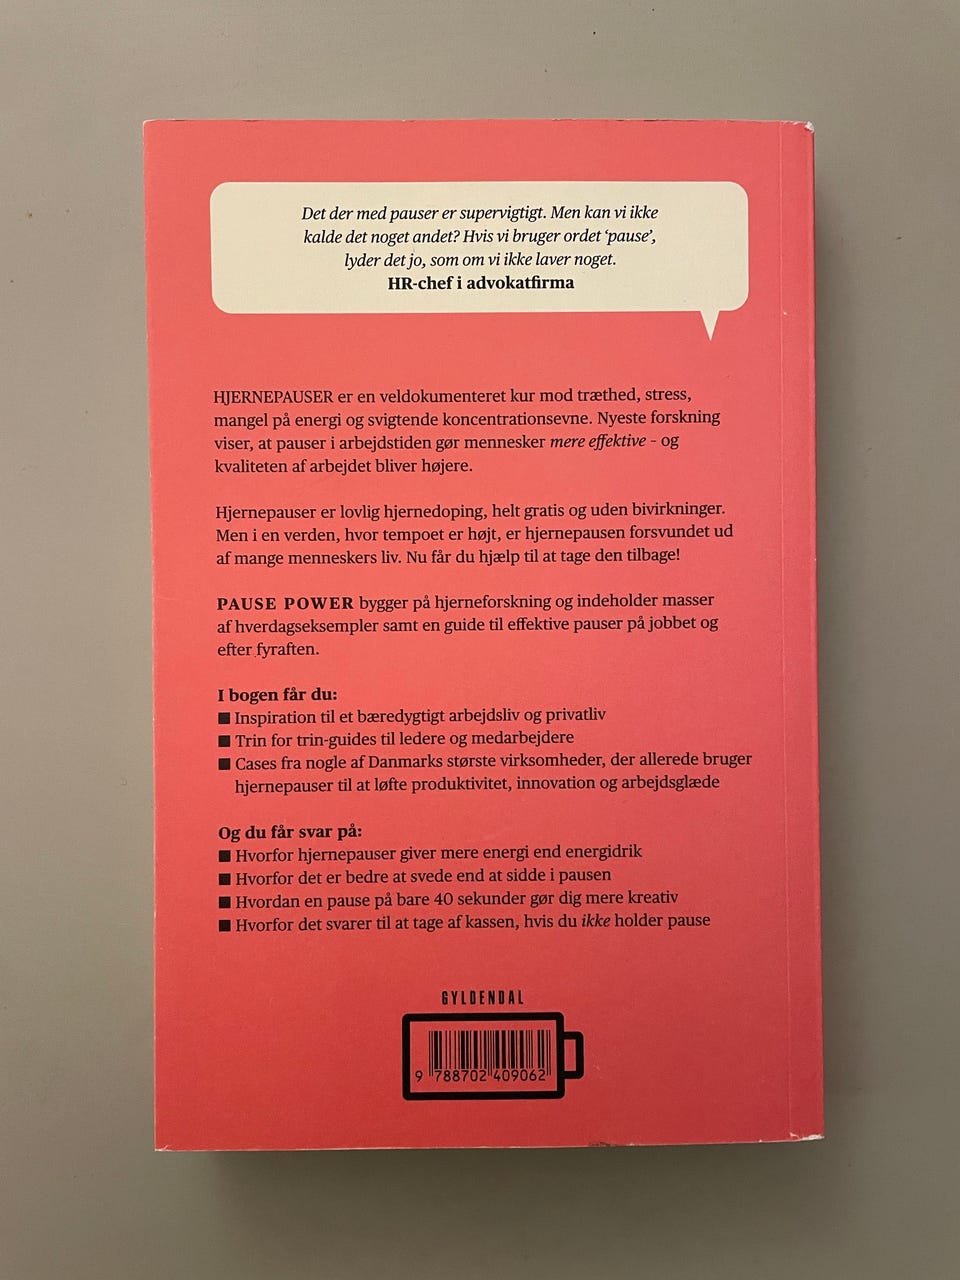 Det der med pauser er supervigtigt. Men kan vi ikke
kalde det noget andet? Hvis vi bruger ordet ‘pause’,
lyder det jo, som om vi ikke laver noget.
HR-chef i advokatfirma
HJERNEPAUSER er en veldokumenteret kur mod træthed, stress,
mangel på energi og svigtende koncentrationsevne. Nyeste forskning
viser, at pauser i arbejdstiden gør mennesker mere effektive – og
kvaliteten af arbejdet bliver højere.
Hjernepauser er lovlig hjernedoping, helt gratis og uden bivirkninger.
Men i en verden, hvor tempoet er højt, er hjernepausen forsvundet ud
af mange menneskers liv. Nu får du hjælp til at tage den tilbage!
PAUSE POWER bygger på hjerneforskning og indeholder masser
af hverdagseksempler samt en guide til effektive pauser på jobbet og
efter fyraften.
I bogen får du:
■ Inspiration til et bæredygtigt arbejdsliv og privatliv
■ Trin for trin-guides til ledere og medarbejdere
■ Cases fra nogle af Danmarks største virksomheder, der allerede bruger
hjernepauser til at løfte produktivitet, innovation og arbejdsglæde
Og du får svar på:
■ Hvorfor hjernepauser giver mere energi end energidrik
■ Hvorfor det er bedre at svede end at sidde i pausen
■ Hvordan en pause på bare 40 sekunder gør dig mere kreativ
■ Hvorfor det svarer til at tage af kassen, hvis du ikke holder pause
GYLDENDAL
9 788702 409062